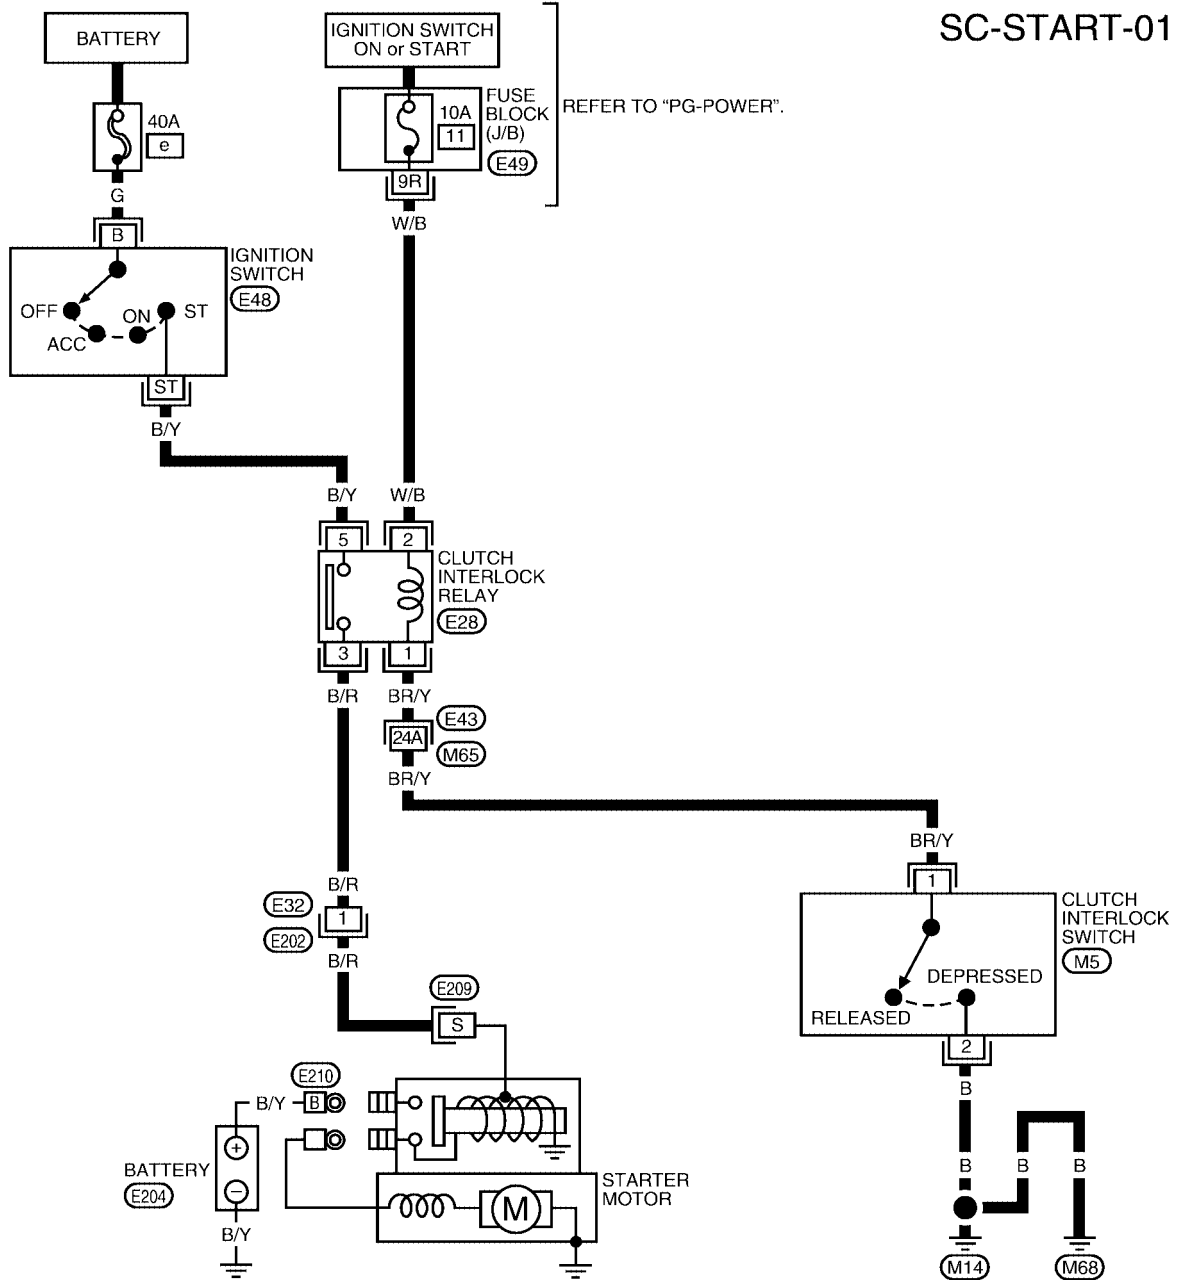 SC-START-01
BATTERY
IGNITION SWITCH
ON or START
40A
e
10A
11
FUSE
BLOCK
(J/B)
E49
REFER TO “PG-POWER”.
9R
G
W/B
B
IGNITION
SWITCH
E48
OFF
ACC
ON
ST
ST
B/Y
B/Y
W/B
5
2
CLUTCH
INTERLOCK
RELAY
E28
3
1
B/R
BR/Y
E43
24A
M65
BR/Y
BR/Y
1
CLUTCH
INTERLOCK
SWITCH
M5
DEPRESSED
RELEASED
2
B
B/R
E32
1
E202
B/R
E209
S
E210
B/Y
B
BATTERY
E204
+
−
B/Y
STARTER
MOTOR
M
B
B
B
M14
M68